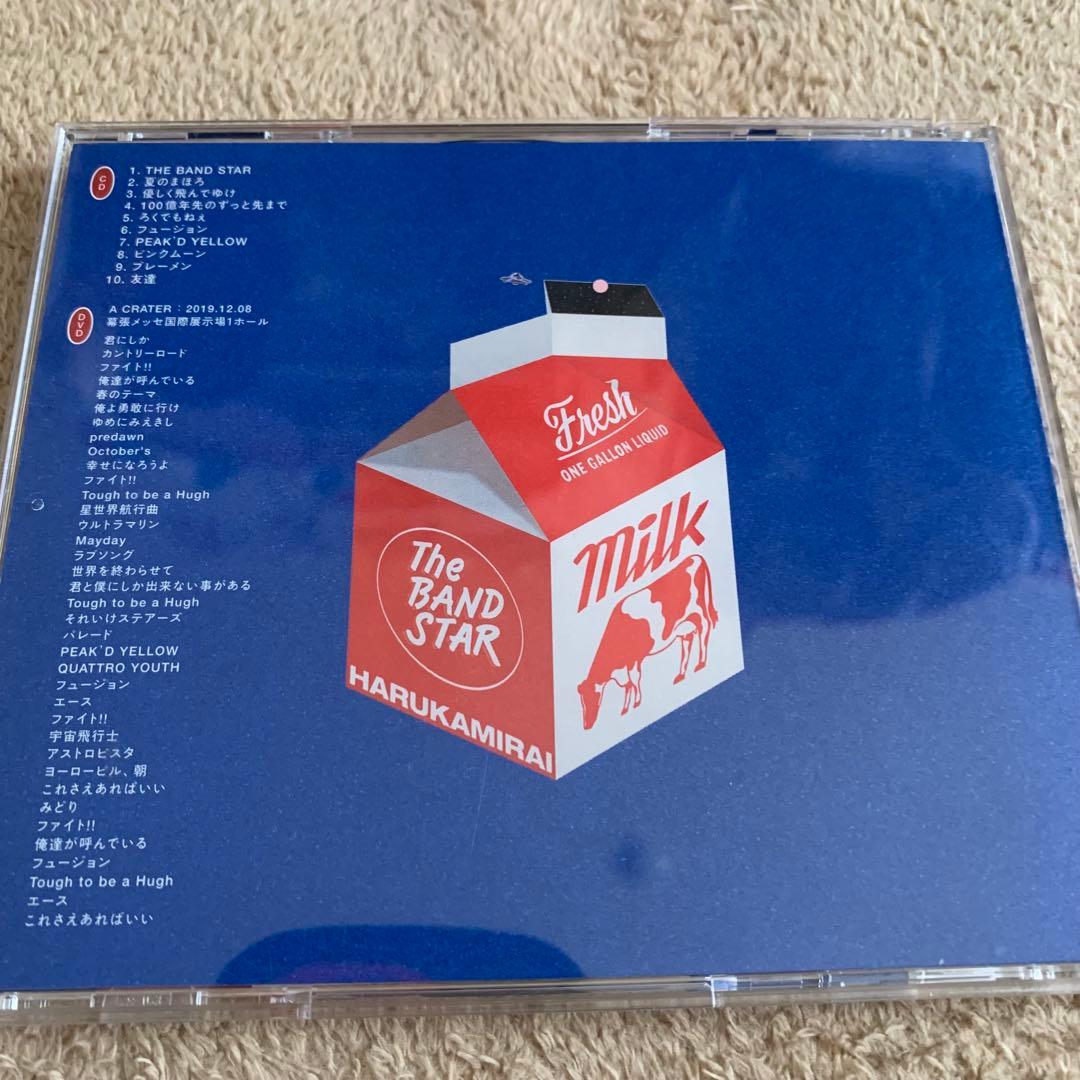 CD
1. THE BAND STAR
2. 夏のまほろ
3. 優しく飛んでゆけ
4. 100億年先のずっと先まで
5. ろくでもねぇ
6. フュージョン
7. PEAK'D YELLOW
8. ピンクムーン
9. ブレーメン
10. 友達
DVD
A CRATER : 2019.12.08
幕張メッセ国際展示場1ホール
君にしか
カントリーロード
ファイト!!
俺達が呼んでいる
春のテーマ
俺よ勇敢に行け
ゆめにみえきし
predawn
October's
幸せになろうよ
ファイト!!
Tough to be a Hugh
星世界航行曲
ウルトラマリン
Mayday
ラブソング
世界を終わらせて
君と僕にしか出来ない事がある
Tough to be a Hugh
それいけステアーズ
パレード
PEAK'D YELLOW
QUATTRO YOUTH
フュージョン
エース
ファイト!!
宇宙飛行士
アストロビスタ
ヨーロービル、朝
これさえあればいい
みどり
ファイト!!
俺達が呼んでいる
フュージョン
Tough to be a Hugh
エース
これさえあればいい
Fresh
ONE GALLON LIQUID
Milk
The
BAND
STAR
HARUKAMIRAI